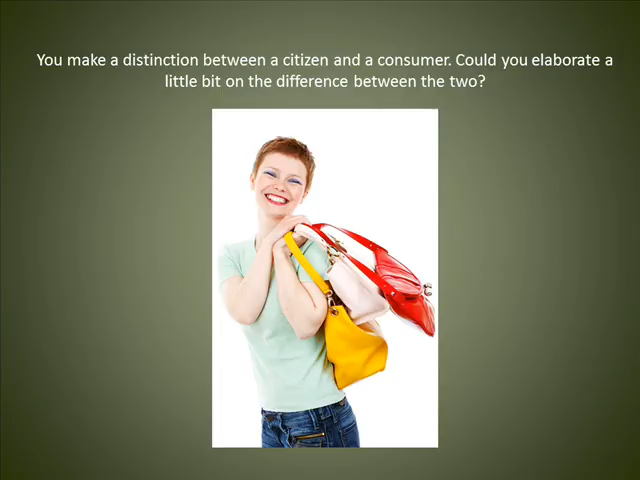 You make a distinction between a citizen and a consumer. Could you elaborate a
little bit on the difference between the two?